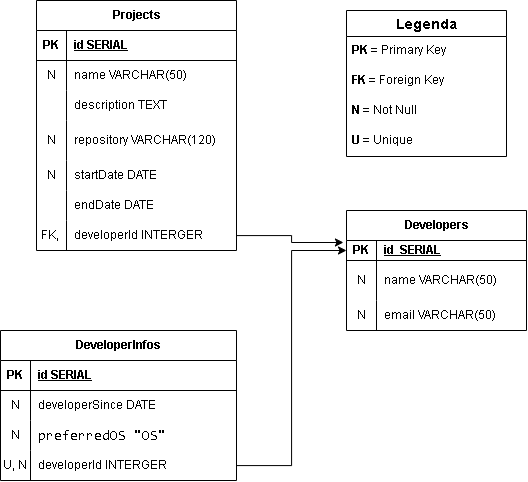 Projects
PK id SERIAL
N name VARCHAR(50)
description TEXT
N repository VARCHAR(120)
N startDate DATE
endDate DATE
FK, developerId INTERGER
Legenda
PK = Primary Key
FK = Foreign Key
N = Not Null
U = Unique
Developers
PK id SERIAL
N name VARCHAR(50)
N email VARCHAR(50)
DeveloperInfos
PK id SERIAL
N developerSince DATE
N preferredOS "OS"
U, N developerId INTERGER